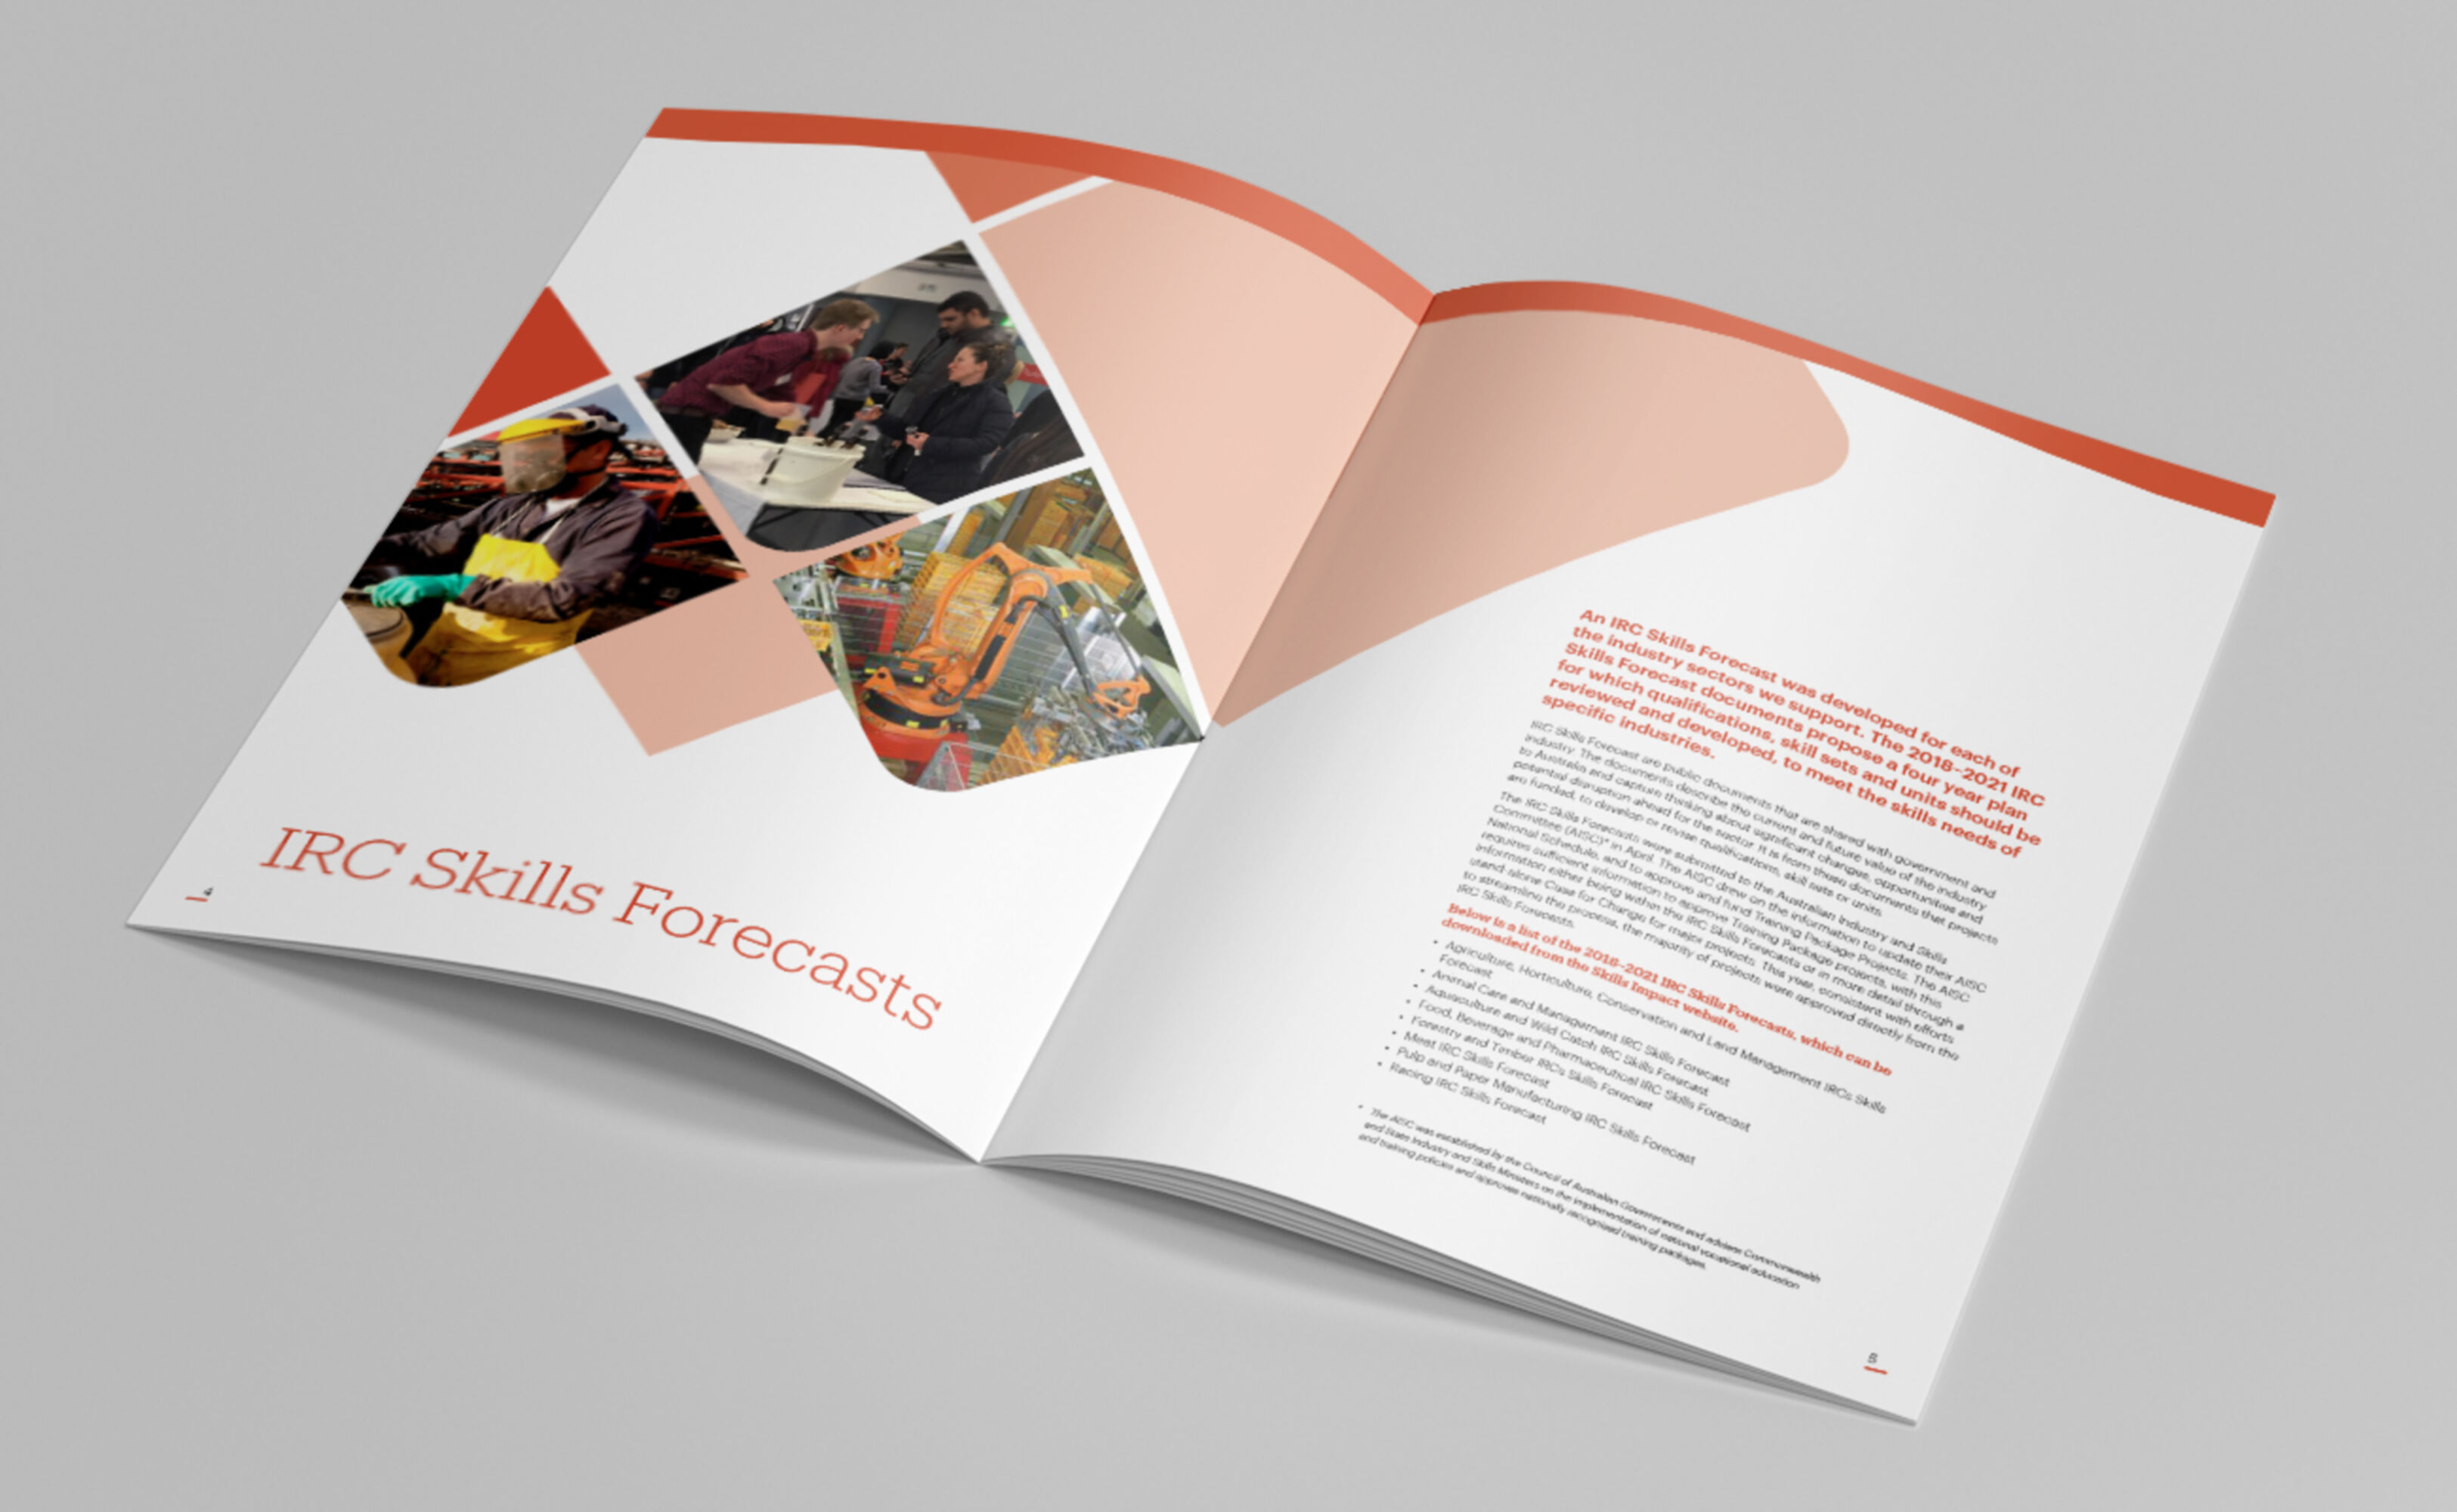 IRC Skills Forecasts
4
An IRC Skills Forecast was developed for each of
the industry sectors we support. The 2018–2021 IRC
Skills Forecast documents propose a four year plan
for which qualifications, skill sets and units should be
reviewed and developed, to meet the skills needs of
specific industries.
IRC Skills Forecast are public documents that are shared with government and
industry. The documents describe the current and future value of the industry
to Australia and capture thinking about significant change, opportunities and
potential disruption ahead for the sector. It is from these documents that projects
are funded, to develop or revise qualifications, skill sets or units.
The IRC Skills Forecasts were submitted to the Australian Industry and Skills
Committee (AISC)* in April. The AISC drew on the information to update their AISC
National Schedule, and to approve and fund Training Package Projects. The AISC
requires sufficient information to approve Training Package projects, with this
information either being within the IRC Skills Forecasts or in more detail through a
stand-alone Case for Change for major projects. This year, consistent with efforts
to streamline the process, the majority of projects were approved directly from the
IRC Skills Forecasts.
Below is a list of the 2018–2021 IRC Skills Forecasts, which can be
downloaded from the Skills Impact website.
• Agriculture, Horticulture, Conservation and Land Management IRCs Skills
Forecast
• Animal Care and Management IRC Skills Forecast
• Aquaculture and Wild Catch IRC Skills Forecast
• Food, Beverage and Pharmaceutical IRC Skills Forecast
• Forestry and Timber IRCs Skills Forecast
• Meat IRC Skills Forecast
• Pulp and Paper Manufacturing IRC Skills Forecast
• Racing IRC Skills Forecast
• The AISC was established by the Council of Australian Governments and advises Commonwealth
and State Industry and Skills Ministers on the implementation of national vocational education
and training policies and approves nationally recognised training packages.
5